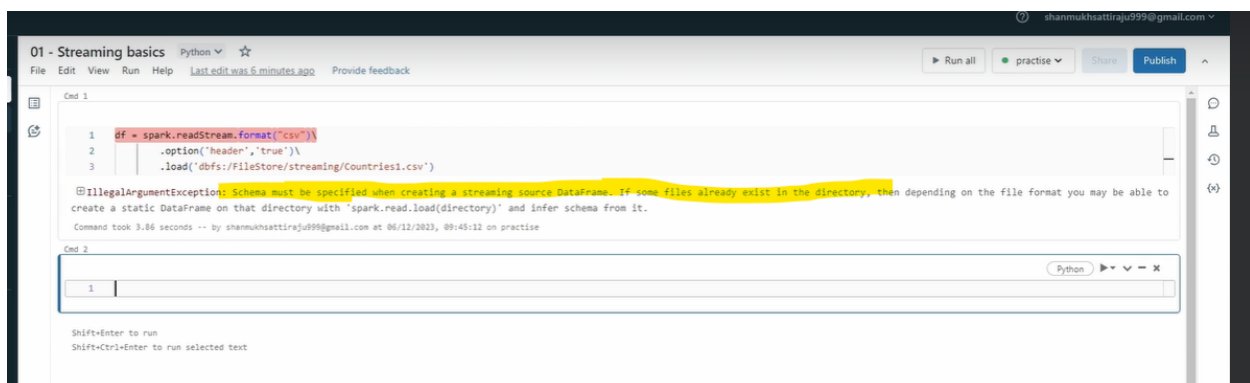 shanmukhsattiraju999@gmail.com
01 - Streaming basics Python
File Edit View Run Help Last edit was 6 minutes ago Provide feedback
Run all practise Share Publish
Cmd 1
1 df = spark.readStream.format("csv")\
2 .option('header','true')\
3 .load('dbfs:/FileStore/streaming/Countries1.csv')
IllegalArgumentException: Schema must be specified when creating a streaming source DataFrame. If some files already exist in the directory, then depending on the file format you may be able to
create a static DataFrame on that directory with 'spark.read.load(directory)' and infer schema from it.
Command took 3.86 seconds -- by shanmukhsattiraju999@gmail.com at 06/12/2023, 09:45:12 on practise
Cmd 2
Python
1
Shift+Enter to run
Shift+Ctrl+Enter to run selected text